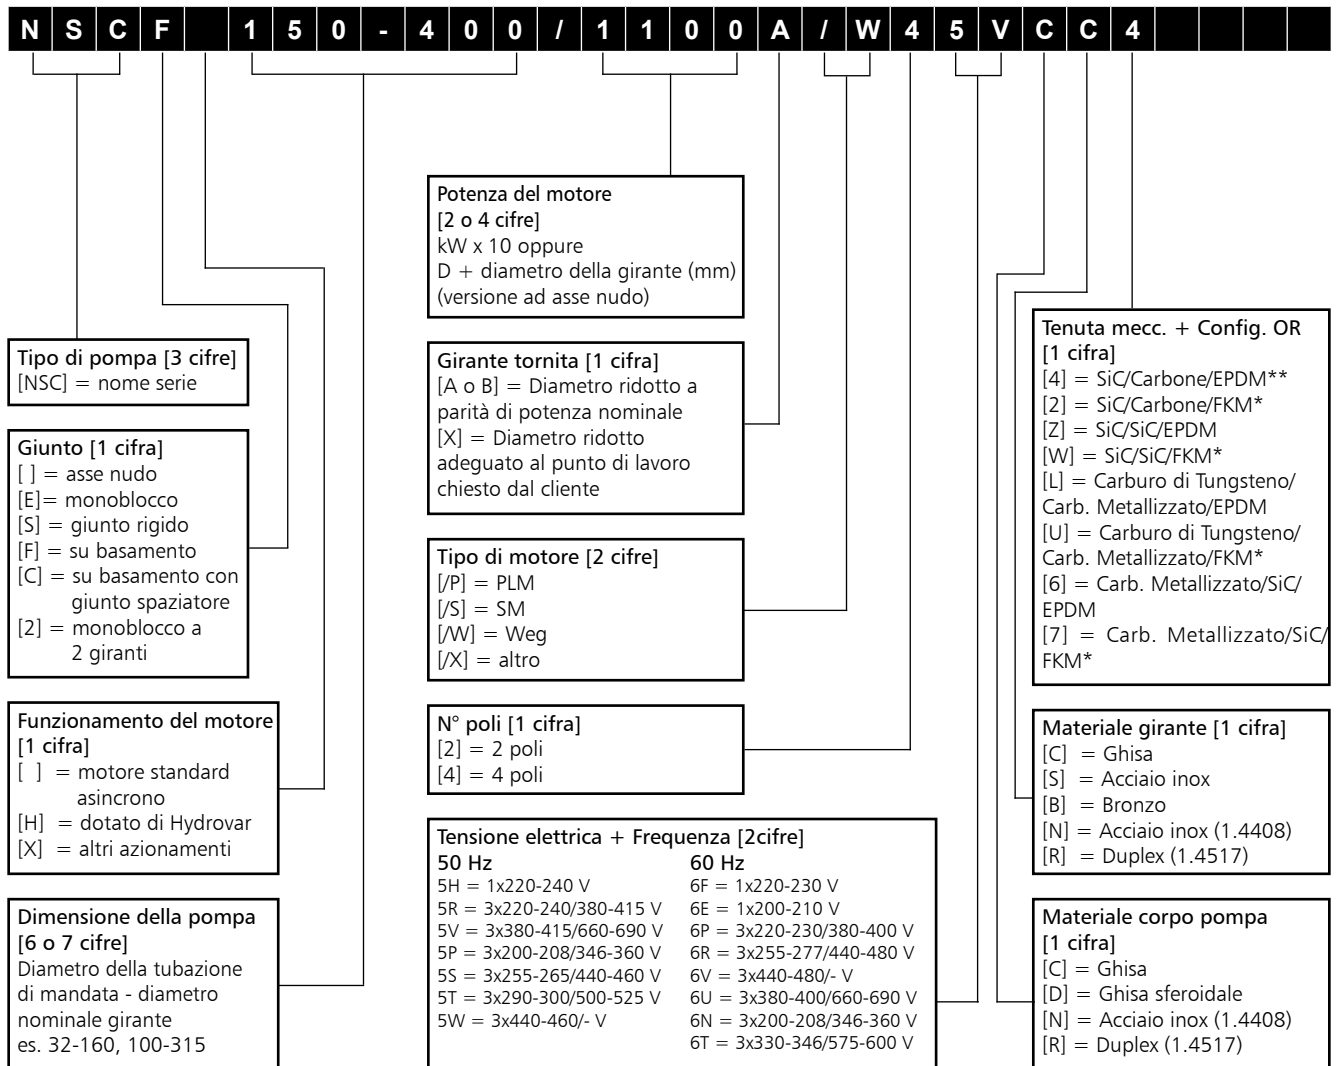 NSCF 150-400/1100A/W45VCC4
Potenza del motore
[2 o 4 cifre]
kW x 10 oppure
D + diametro della girante (mm)
(versione ad asse nudo)
Tipo di pompa [3 cifre]
[NSC] = nome serie
Girante tornita [1 cifra]
[A o B] = Diametro ridotto a
parità di potenza nominale
[X] = Diametro ridotto
adeguato al punto di lavoro
chiesto dal cliente
Giunto [1 cifra]
[ ] = asse nudo
[E]= monoblocco
[S] = giunto rigido
[F] = su basamento
[C] = su basamento con
giunto spaziatore
[2] = monoblocco a
2 giranti
Tipo di motore [2 cifre]
[/P] = PLM
[/S] = SM
[/W] = Weg
[/X] = altro
Funzionamento del motore
[1 cifra]
[ ] = motore standard
asincrono
[H] = dotato di Hydrovar
[X] = altri azionamenti
N° poli [1 cifra]
[2] = 2 poli
[4] = 4 poli
Dimensione della pompa
[6 o 7 cifre]
Diametro della tubazione
di mandata - diametro
nominale girante
es. 32-160, 100-315
Tensione elettrica + Frequenza [2cifre]
50 Hz
5H = 1x220-240 V
5R = 3x220-240/380-415 V
5V = 3x380-415/660-690 V
5P = 3x200-208/346-360 V
5S = 3x255-265/440-460 V
5T = 3x290-300/500-525 V
5W = 3x440-460/- V
60 Hz
6F = 1x220-230 V
6E = 1x200-210 V
6P = 3x220-230/380-400 V
6R = 3x255-277/440-480 V
6V = 3x440-480/- V
6U = 3x380-400/660-690 V
6N = 3x200-208/346-360 V
6T = 3x330-346/575-600 V
Tenuta mecc. + Config. OR
[1 cifra]
[4] = SiC/Carbone/EPDM**
[2] = SiC/Carbone/FKM*
[Z] = SiC/SiC/EPDM
[W] = SiC/SiC/FKM*
[L] = Carburo di Tungsteno/
Carb. Metallizzato/EPDM
[U] = Carburo di Tungsteno/
Carb. Metallizzato/FKM*
[6] = Carb. Metallizzato/SiC/
EPDM
[7] = Carb. Metallizzato/SiC/
FKM*
Materiale girante [1 cifra]
[C] = Ghisa
[S] = Acciaio inox
[B] = Bronzo
[N] = Acciaio inox (1.4408)
[R] = Duplex (1.4517)
Materiale corpo pompa
[1 cifra]
[C] = Ghisa
[D] = Ghisa sferoidale
[N] = Acciaio inox (1.4408)
[R] = Duplex (1.4517)